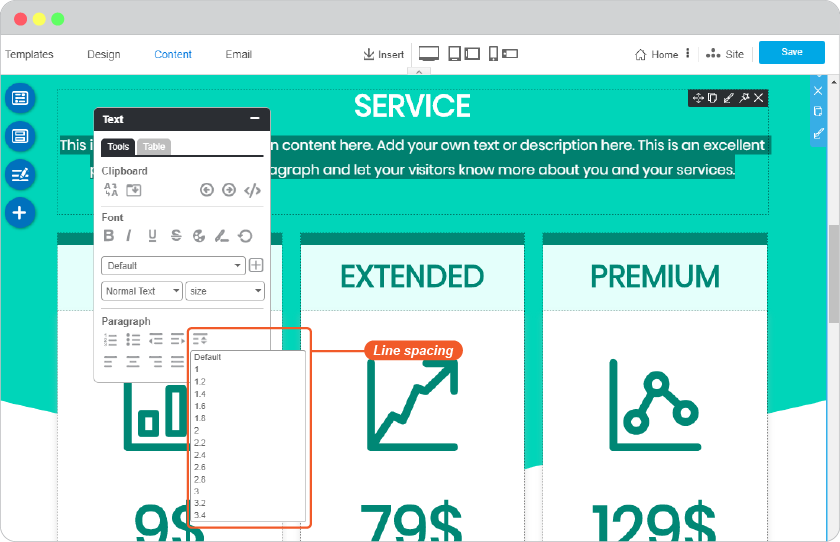 Templates Design Content Email Insert Home Site Save
SERVICE
Text
Tools Table
This i n content here. Add your own text or description here. This is an excellent
agraph and let your visitors know more about you and your services.
Clipboard
Font
B I U S
Default
Normal Text size
Paragraph
Line spacing
Default
1
1.2
1.4
1.6
1.8
2
2.2
2.4
2.6
2.8
3
3.2
3.4
EXTENDED
PREMIUM
9$ 79$ 129$